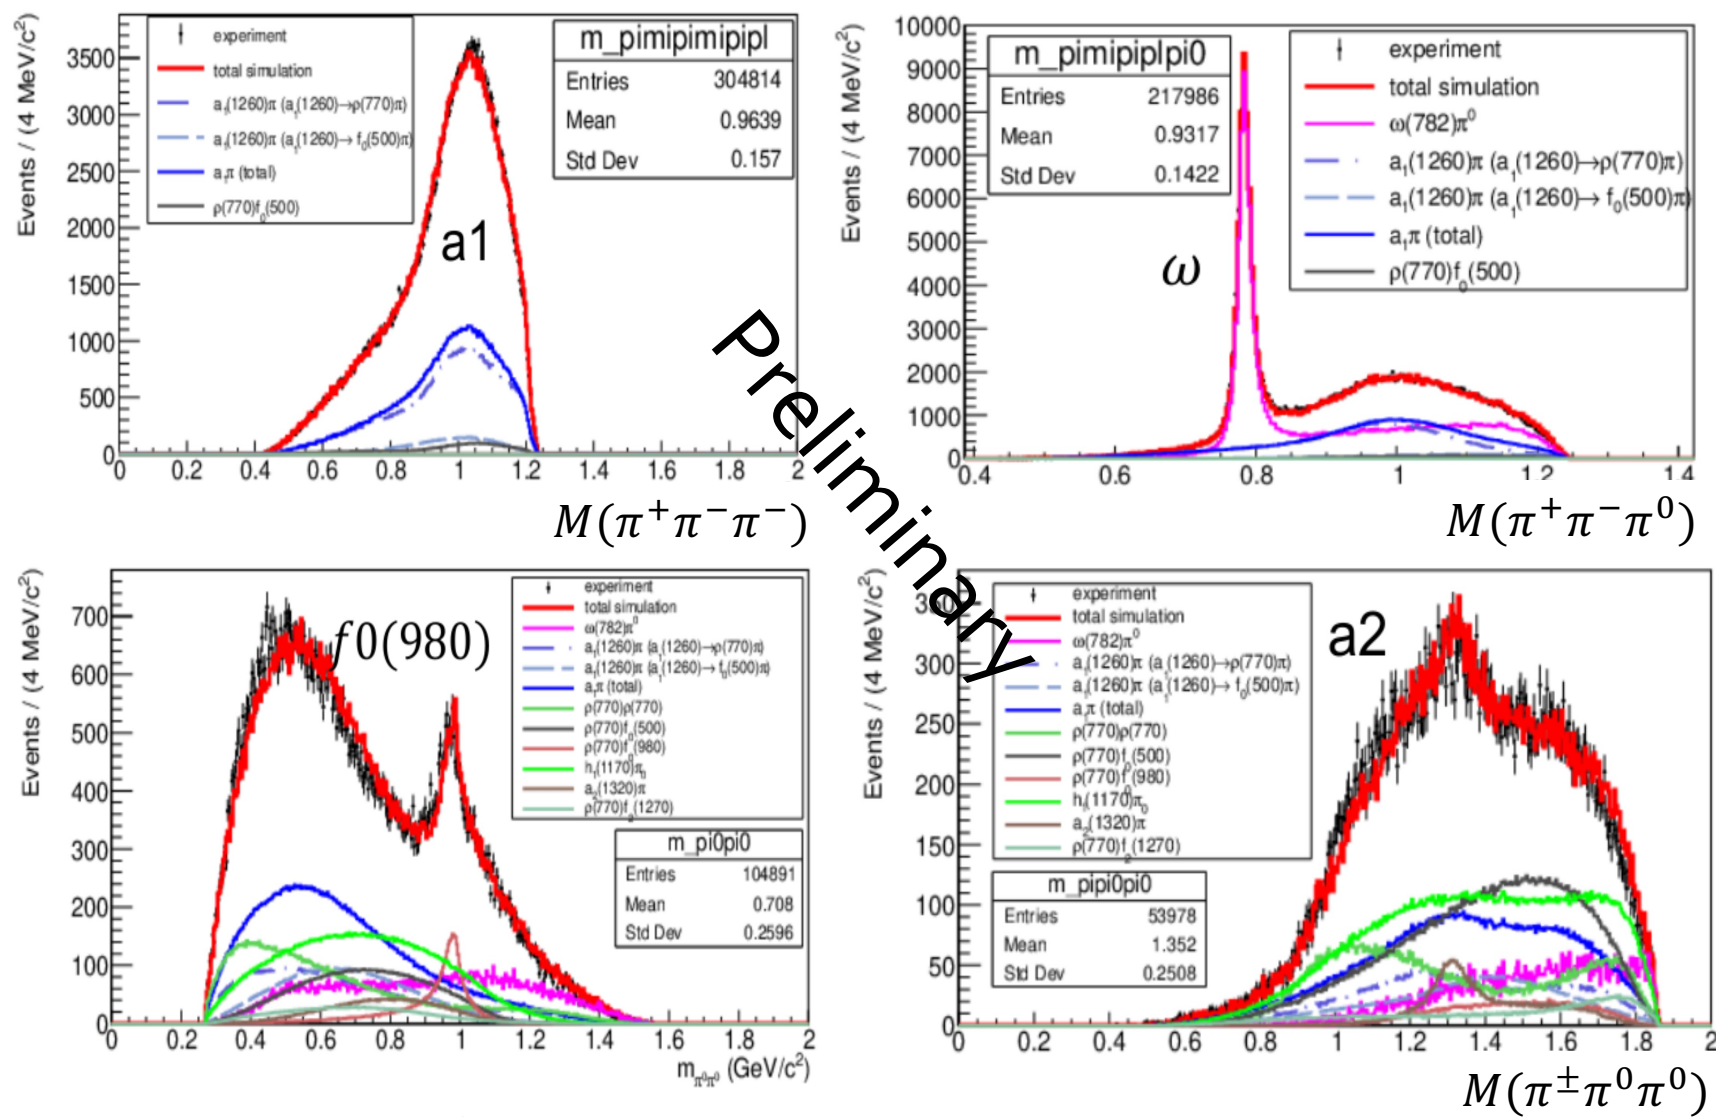 Events / (4 MeV/c²)
experiment
total simulation
a₁(1260)π (a₁(1260)→ρ(770)π)
a₁(1260)π (a₁(1260)→ f₀(500)π)
a₁π (total)
ρ(770)f₀(500)
m_pimipimipipl
Entries 304814
Mean 0.9639
Std Dev 0.157
a1
3500
3000
2500
2000
1500
1000
500
0
0 0.2 0.4 0.6 0.8 1 1.2 1.4 1.6 1.8 2
M(π⁺π⁻π⁻)
Events / (4 MeV/c²)
m_pimipiplpi0
Entries 217986
Mean 0.9317
Std Dev 0.1422
experiment
total simulation
ω(782)π⁰
a₁(1260)π (a₁(1260)→ρ(770)π)
a₁(1260)π (a₁(1260)→ f₀(500)π)
a₁π (total)
ρ(770)f₀(500)
ω
10000
9000
8000
7000
6000
5000
4000
3000
2000
1000
0
0.4 0.6 0.8 1 1.2 1.4
M(π⁺π⁻π⁰)
Preliminary
Events / (4 MeV/c²)
experiment
total simulation
ω(782)π⁰
a₁(1260)π (a₁(1260)→ρ(770)π)
a₁(1260)π (a₁(1260)→ f₀(500)π)
a₁π (total)
ρ(770)ρ(770)
ρ(770)f₀(500)
ρ(770)f₀(980)
h₁(1170)π₀
a₂(1320)π
ρ(770)f₂(1270)
m_pi0pi0
Entries 104891
Mean 0.708
Std Dev 0.2596
f0(980)
700
600
500
400
300
200
100
0
0 0.2 0.4 0.6 0.8 1 1.2 1.4 1.6 1.8 2
m_π⁰π⁰ (GeV/c²)
Events / (4 MeV/c²)
experiment
total simulation
ω(782)π⁰
a₁(1260)π (a₁(1260)→ρ(770)π)
a₁(1260)π (a₁(1260)→ f₀(500)π)
a₁π (total)
ρ(770)ρ(770)
ρ(770)f₀(500)
ρ(770)f₀(980)
h₁(1170)π₀
a₂(1320)π
ρ(770)f₂(1270)
m_pipi0pi0
Entries 53978
Mean 1.352
Std Dev 0.2508
a2
300
250
200
150
100
50
0
0 0.2 0.4 0.6 0.8 1 1.2 1.4 1.6 1.8 2
M(π±π⁰π⁰)